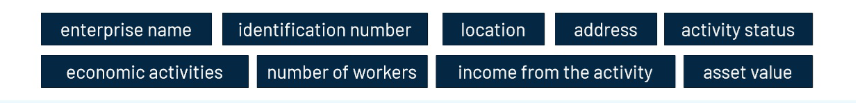 enterprise name identification number location address activity status
economic activities number of workers income from the activity asset value